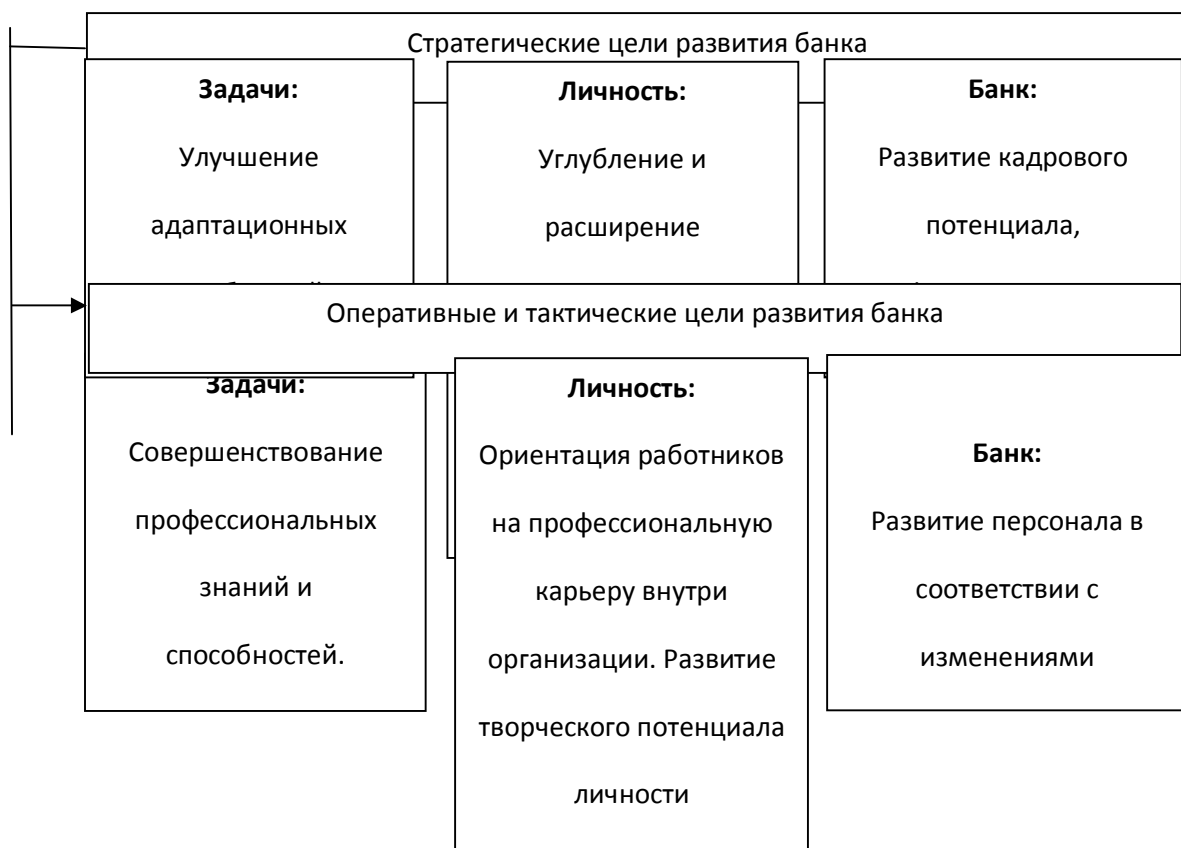 Стратегические цели развития банка
Задачи:
Улучшение
адаптационных
Личность:
Углубление и
расширение
Банк:
Развитие кадрового
потенциала,
Оперативные и тактические цели развития банка
Задачи:
Совершенствование
профессиональных
знаний и
способностей.
Личность:
Ориентация работников
на профессиональную
карьеру внутри
организации. Развитие
творческого потенциала
личности
Банк:
Развитие персонала в
соответствии с
изменениями